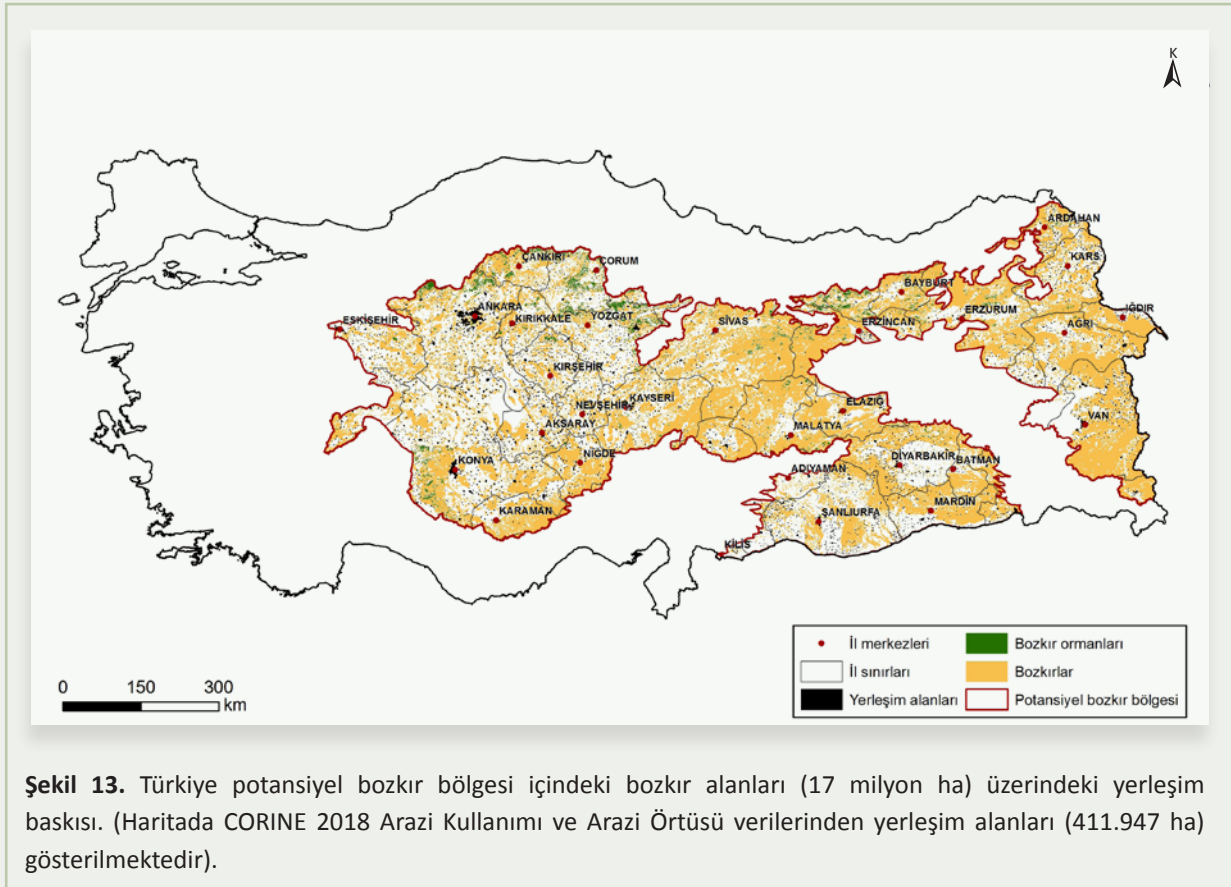 K
ARDAHAN
ÇANKIRI
ÇORUM
KARS
BAYBURT
ANKARA
ESKİŞEHİR
KIRIKKALE
YOZGAT
SİVAS
ERZİNCAN
ERZURUM
IĞDIR
AĞRI
KIRŞEHİR
NEVŞEHİR
KAYSERİ
ELAZIĞ
VAN
AKSARAY
MALATYA
KONYA
NİĞDE
DİYARBAKIR
BATMAN
ADIYAMAN
KARAMAN
ŞANLIURFA
MARDİN
KİLİS
İl merkezleri
Bozkır ormanları
İl sınırları
Bozkırlar
Yerleşim alanları
Potansiyel bozkır bölgesi
0 150 300
km
Şekil 13. Türkiye potansiyel bozkır bölgesi içindeki bozkır alanları (17 milyon ha) üzerindeki yerleşim
baskısı. (Haritada CORINE 2018 Arazi Kullanımı ve Arazi Örtüsü verilerinden yerleşim alanları (411.947 ha)
gösterilmektedir).